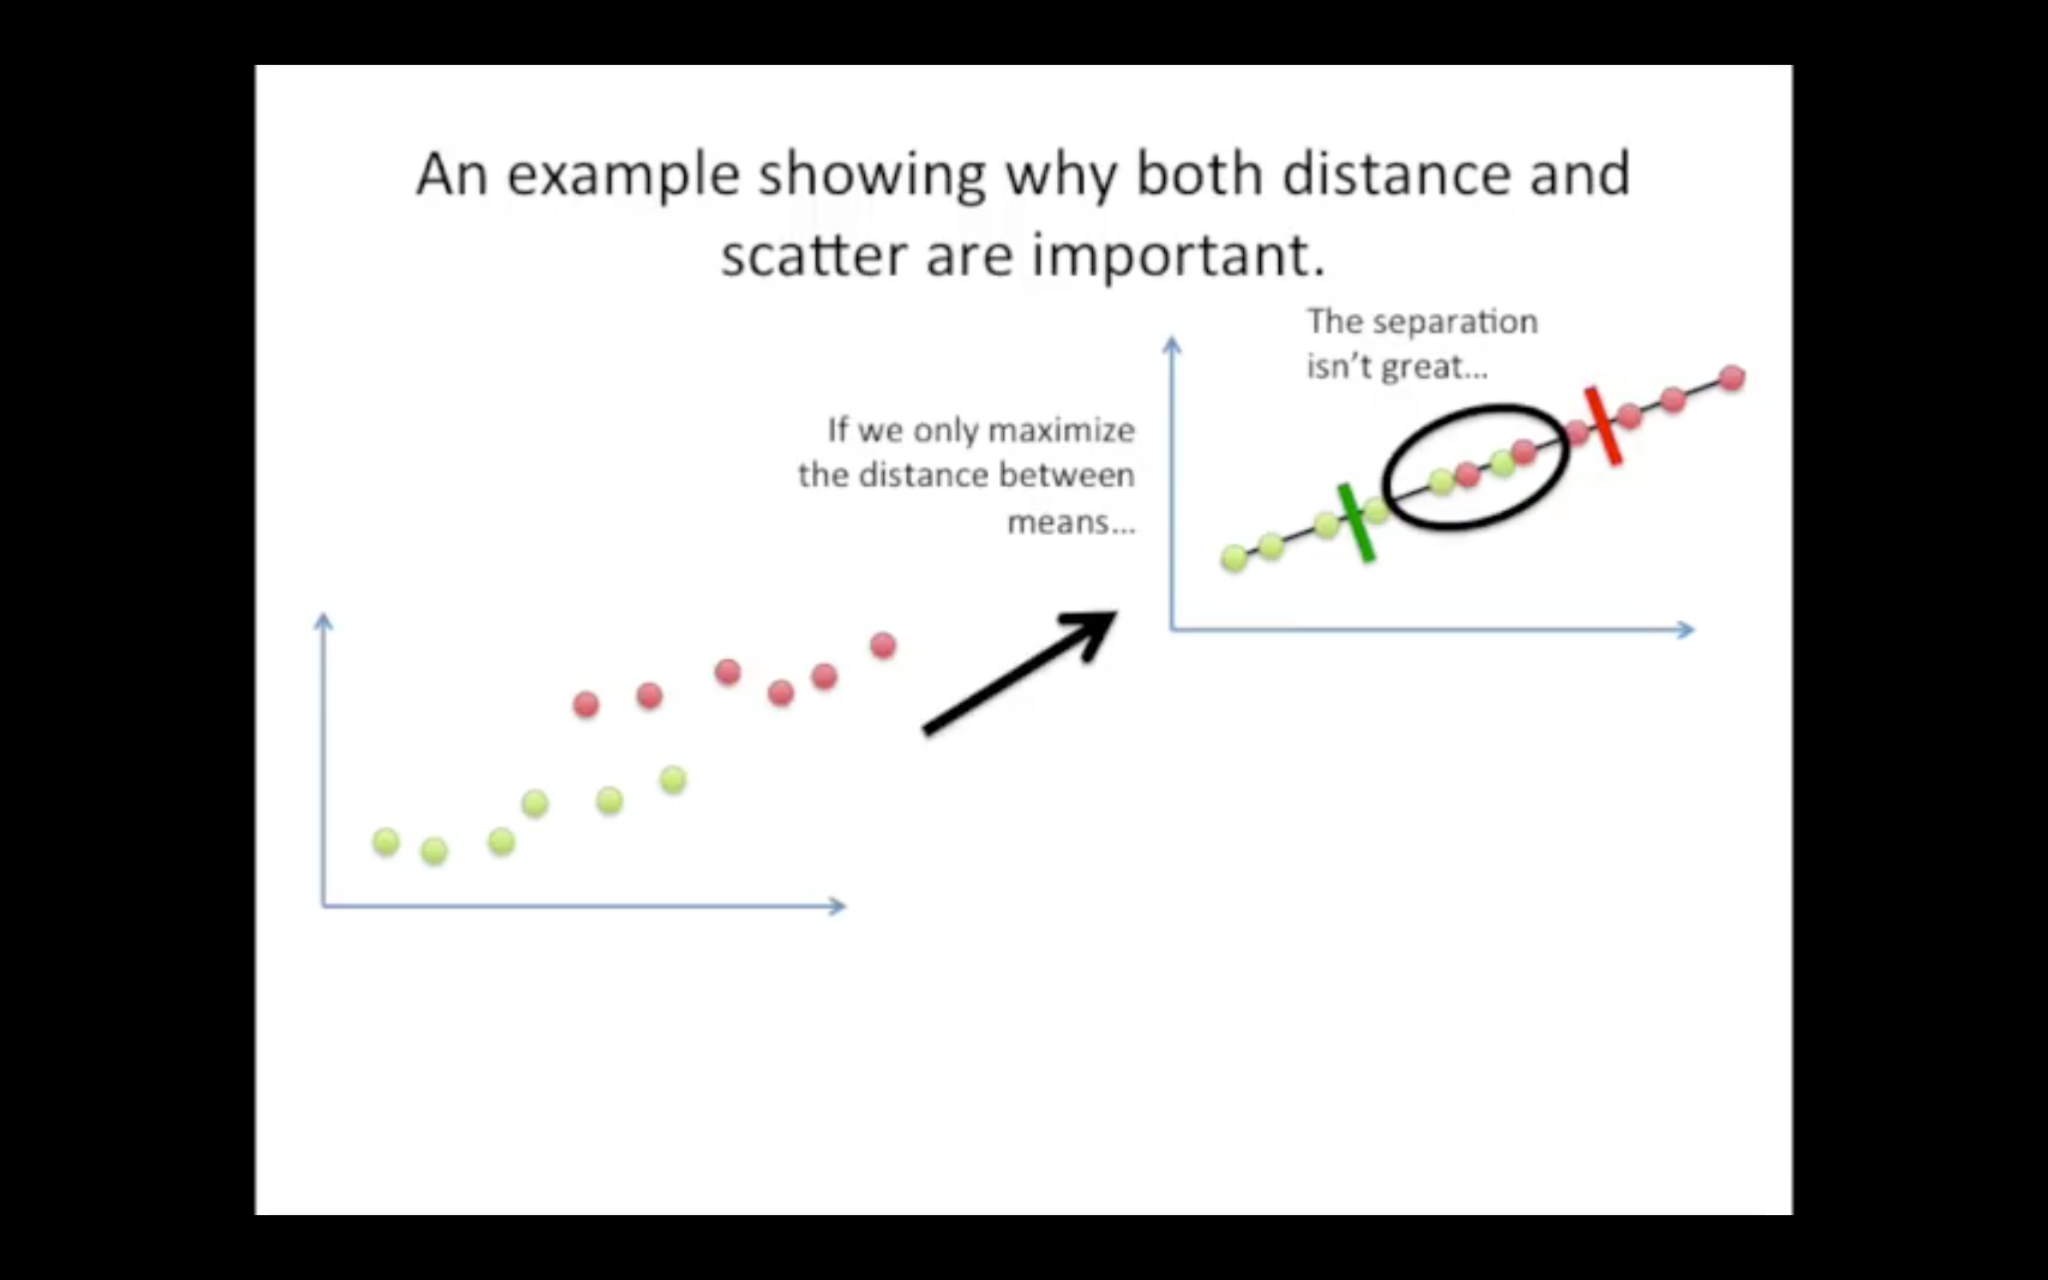 An example showing why both distance and
scatter are important.
The separation
isn't great...
If we only maximize
the distance between
means...